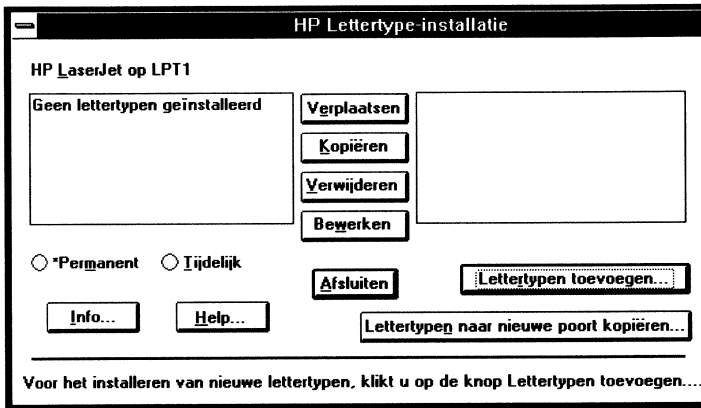 HP Lettertype-installatie
HP LaserJet op LPT1
Geen lettertypen geïnstalleerd
Verplaatsen
Kopiëren
Verwijderen
Bewerken
*Permanent
Tijdelijk
Afsluiten
Lettertypen toevoegen...
Info...
Help...
Lettertypen naar nieuwe poort kopiëren...
Voor het installeren van nieuwe lettertypen, klikt u op de knop Lettertypen toevoegen....